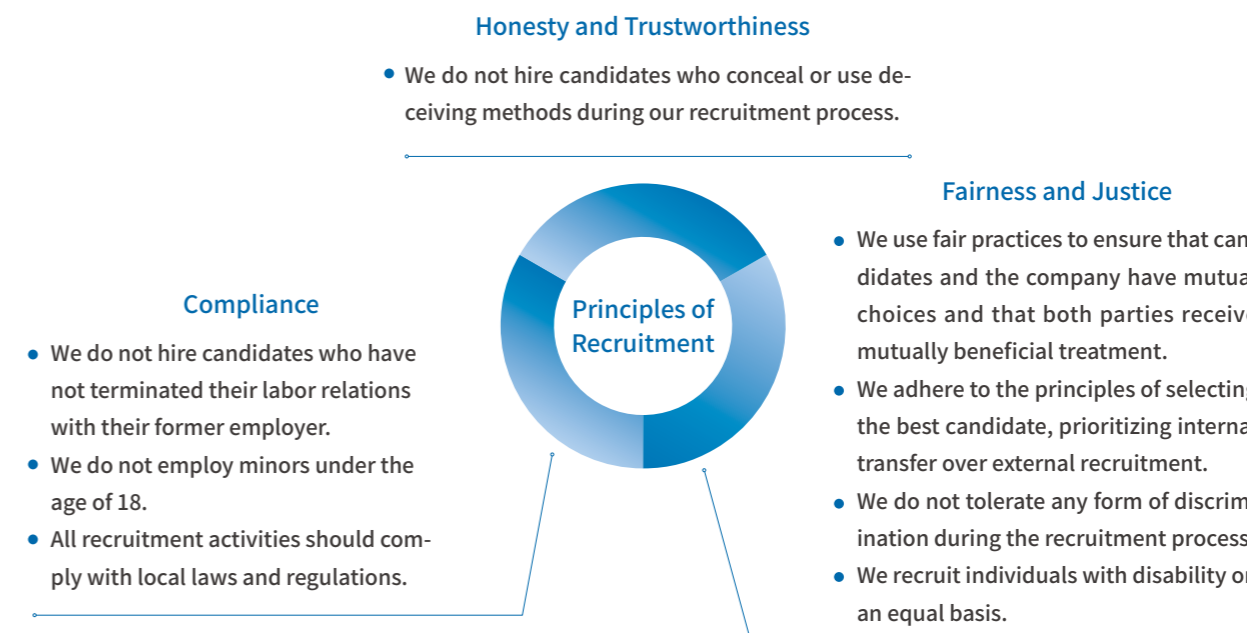 Honesty and Trustworthiness
• We do not hire candidates who conceal or use de-
ceiving methods during our recruitment process.
Fairness and Justice
• We use fair practices to ensure that can
didates and the company have mutua
choices and that both parties receive
mutually beneficial treatment.
• We adhere to the principles of selecting
the best candidate, prioritizing interna
transfer over external recruitment.
• We do not tolerate any form of discrim
ination during the recruitment process
• We recruit individuals with disability on
an equal basis.
Principles of
Recruitment
Compliance
• We do not hire candidates who have
not terminated their labor relations
with their former employer.
• We do not employ minors under the
age of 18.
• All recruitment activities should com-
ply with local laws and regulations.